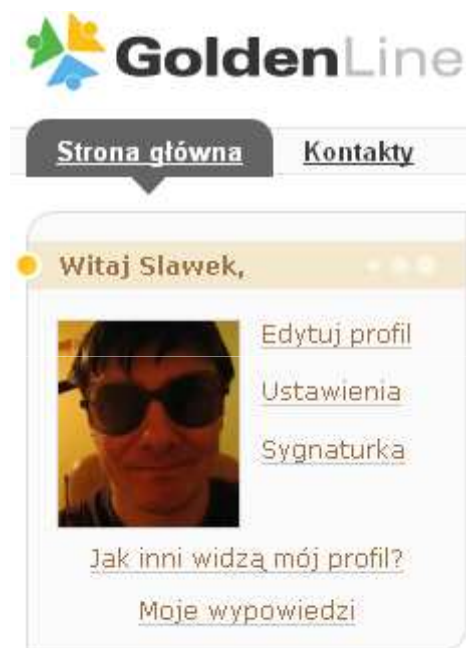 GoldenLine
Strona główna Kontakty
Witaj Slawek,
Edytuj profil
Ustawienia
Sygnaturka
Jak inni widzą mój profil?
Moje wypowiedzi